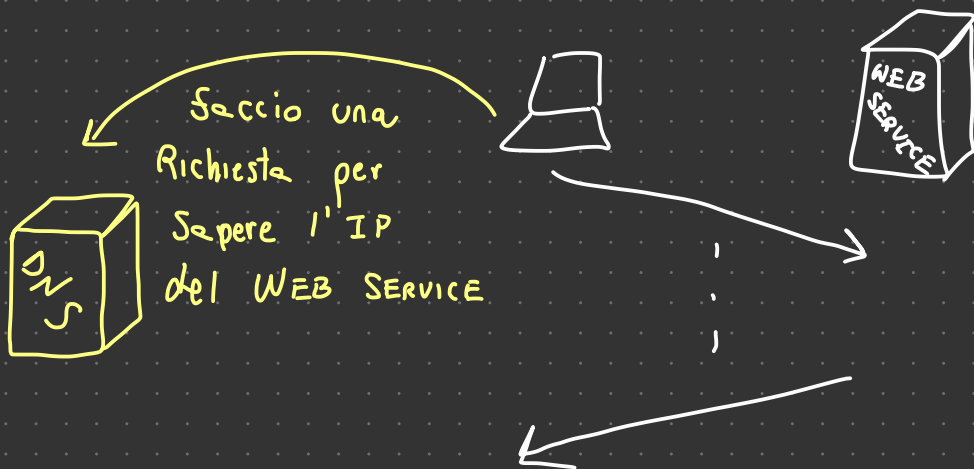 faccio una
Richiesta per
Sapere l'IP
del WEB SERVICE
DNS
WEB
SERVICE